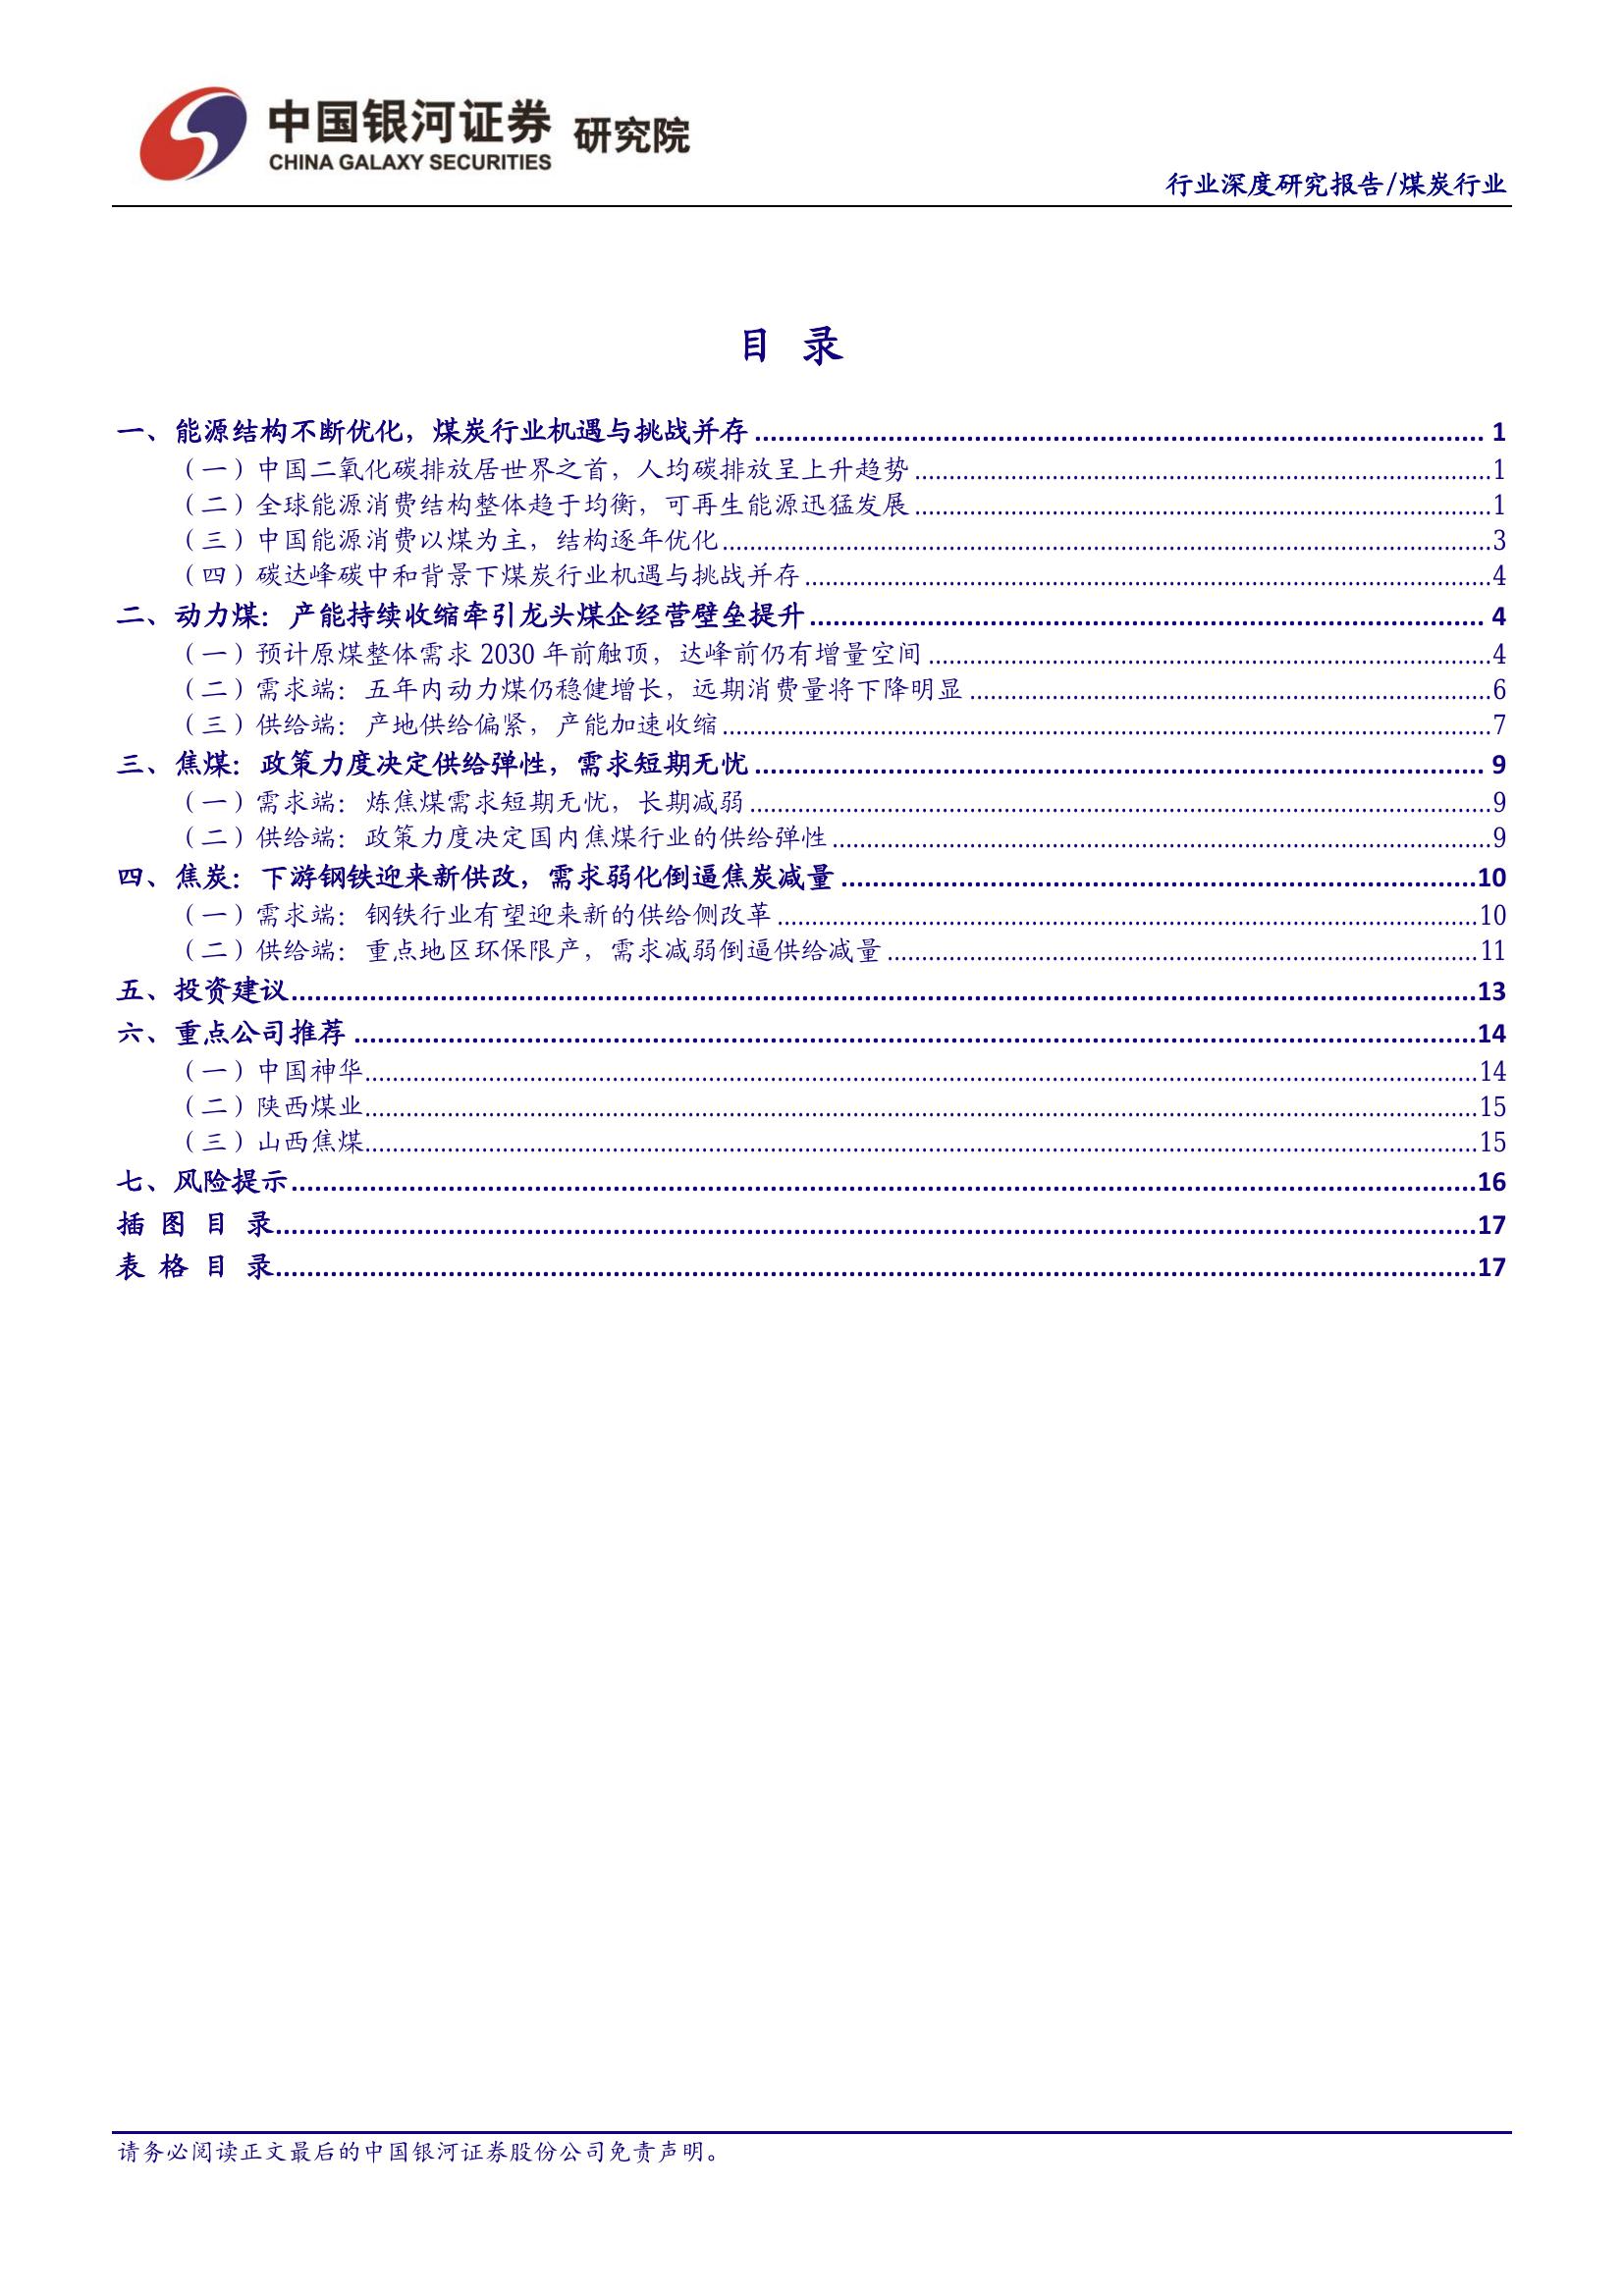 中国银河证券 研究院
CHINA GALAXY SECURITIES
行业深度研究报告/煤炭行业
目 录
一、能源结构不断优化，煤炭行业机遇与挑战并存 1
（一）中国二氧化碳排放居世界之首，人均碳排放呈上升趋势 1
（二）全球能源消费结构整体趋于均衡，可再生能源迅猛发展 1
（三）中国能源消费以煤为主，结构逐年优化 3
（四）碳达峰碳中和背景下煤炭行业机遇与挑战并存 4
二、动力煤：产能持续收缩牵引龙头煤企经营壁垒提升 4
（一）预计原煤整体需求 2030 年前触顶，达峰前仍有增量空间 4
（二）需求端：五年内动力煤仍稳健增长，远期消费量将下降明显 6
（三）供给端：产地供给偏紧，产能加速收缩 7
三、焦煤：政策力度决定供给弹性，需求短期无忧 9
（一）需求端：炼焦煤需求短期无忧，长期减弱 9
（二）供给端：政策力度决定国内焦煤行业的供给弹性 9
四、焦炭：下游钢铁迎来新供改，需求弱化倒逼焦炭减量 10
（一）需求端：钢铁行业有望迎来新的供给侧改革 10
（二）供给端：重点地区环保限产，需求减弱倒逼供给减量 11
五、投资建议 13
六、重点公司推荐 14
（一）中国神华 14
（二）陕西煤业 15
（三）山西焦煤 15
七、风险提示 16
插 图 目 录 17
表 格 目 录 17
请务必阅读正文最后的中国银河证券股份公司免责声明。